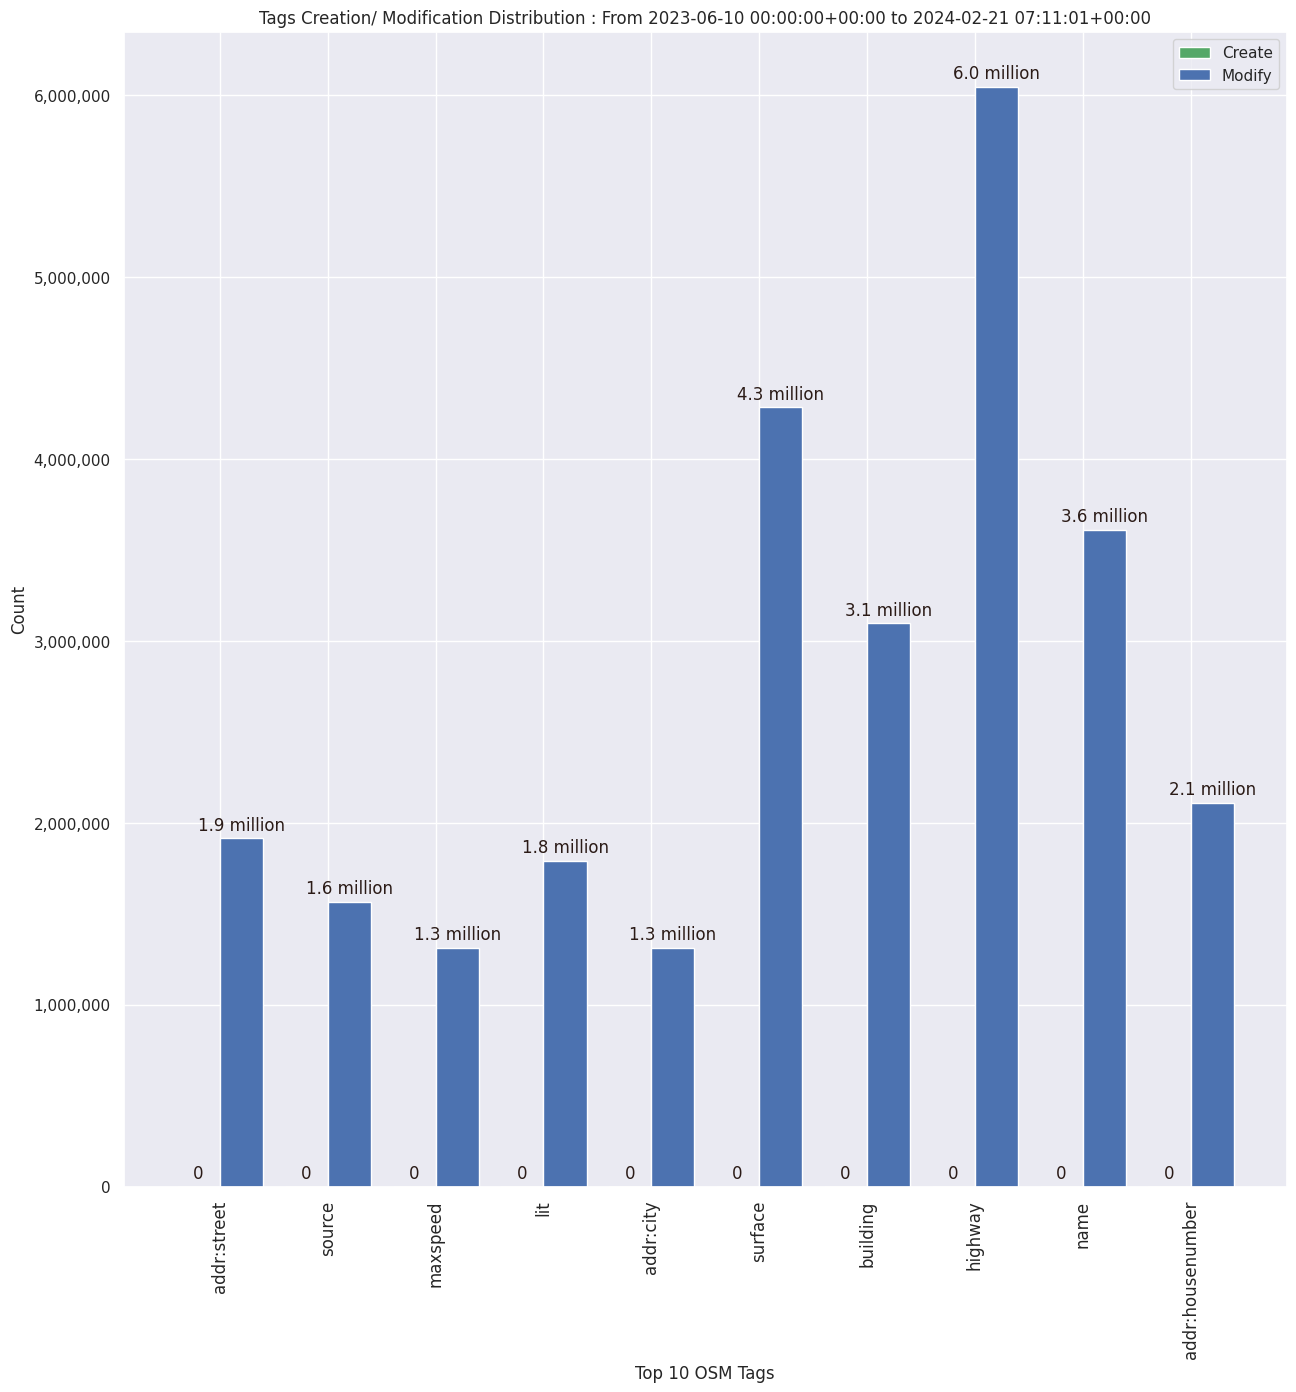 Tags Creation/ Modification Distribution : From 2023-06-10 00:00:00+00:00 to 2024-02-21 07:11:01+00:00
Create
Modify
6.0 million
6,000,000
5,000,000
4.3 million
4,000,000
3.6 million
3.1 million
3,000,000
2.1 million
2,000,000
1.9 million
1.8 million
1.6 million
1.3 million
1.3 million
1,000,000
0
0 0 0 0 0 0 0 0 0 0
Count
addr:street
source
maxspeed
lit
addr:city
surface
building
highway
name
addr:housenumber
Top 10 OSM Tags